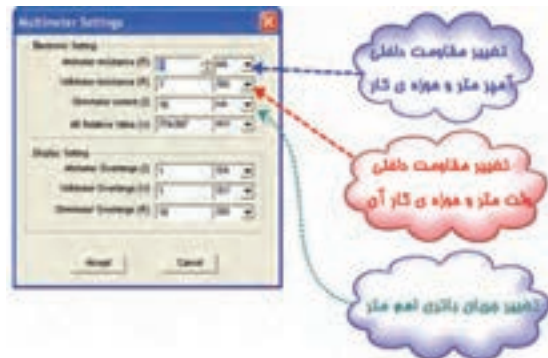 Multimeter Settings
Electronic Setting
Ammeter resistance (R)
Voltmeter resistance (R)
Ohmmeter current (I)
dB Relative Value (V)
Display Setting
Ammeter Overrange (I)
Voltmeter Overrange (V)
Ohmmeter Overrange (R)
Accept Cancel
تغییر مقاومت داخلی
آمپر متر و حوزه ی کار
تغییر مقاومت داخلی
ولت متر و حوزه ی کار آن
تغییر جریان باتری اهم متر